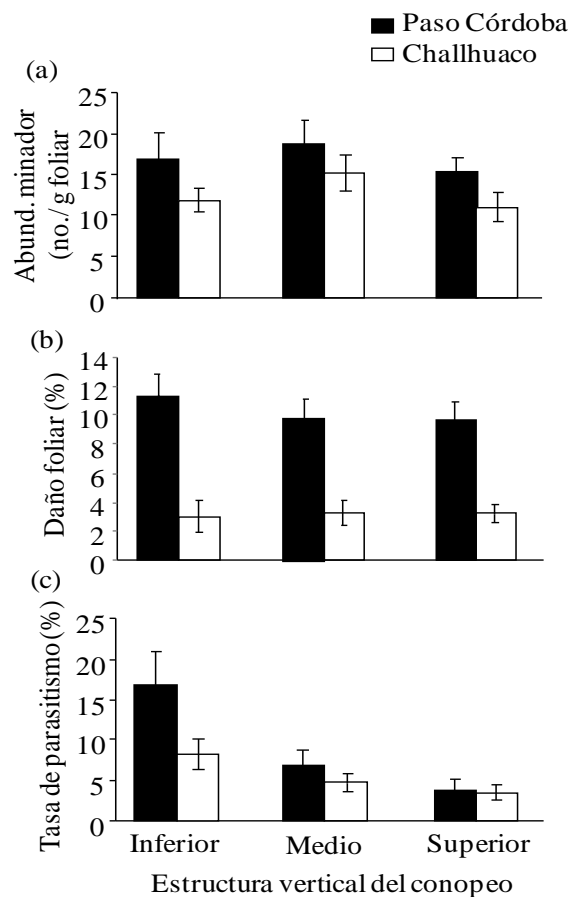 Paso Córdoba
Challhuaco
(a)
Abund. minador
(no./ g foliar
25
20
15
10
5
0
(b)
Daño foliar (%)
14
12
10
8
6
4
2
0
(c)
Tasa de parasitismo (%)
25
20
15
10
5
0
Inferior Medio Superior
Estructura vertical del conopeo